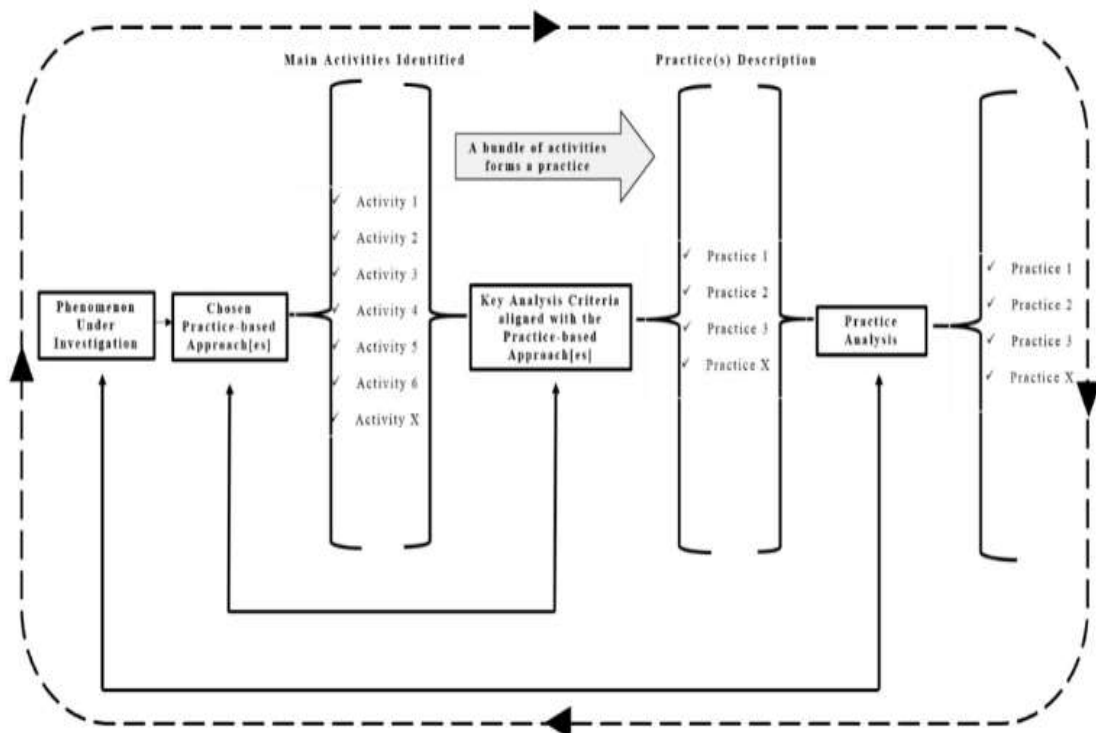 Main Activities Identified
Practice(s) Description
A bundle of activities
forms a practice
✓ Activity 1
✓ Activity 2
✓ Activity 3
✓ Activity 4
✓ Activity 5
✓ Activity 6
✓ Activity X
Phenomenon
Under
Investigation
Chosen
Practice-based
Approach[es]
Key Analysis Criteria
aligned with the
Practice-based
Approach[es]
✓ Practice 1
✓ Practice 2
✓ Practice 3
✓ Practice X
Practice
Analysis
✓ Practice 1
✓ Practice 2
✓ Practice 3
✓ Practice X